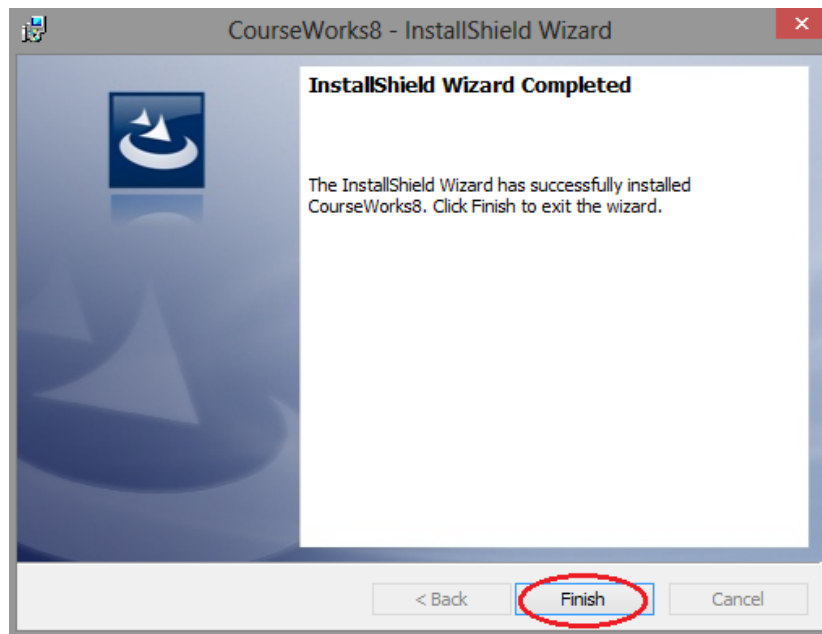 CourseWorks8 - InstallShield Wizard
InstallShield Wizard Completed
The InstallShield Wizard has successfully installed
CourseWorks8. Click Finish to exit the wizard.
< Back Finish Cancel